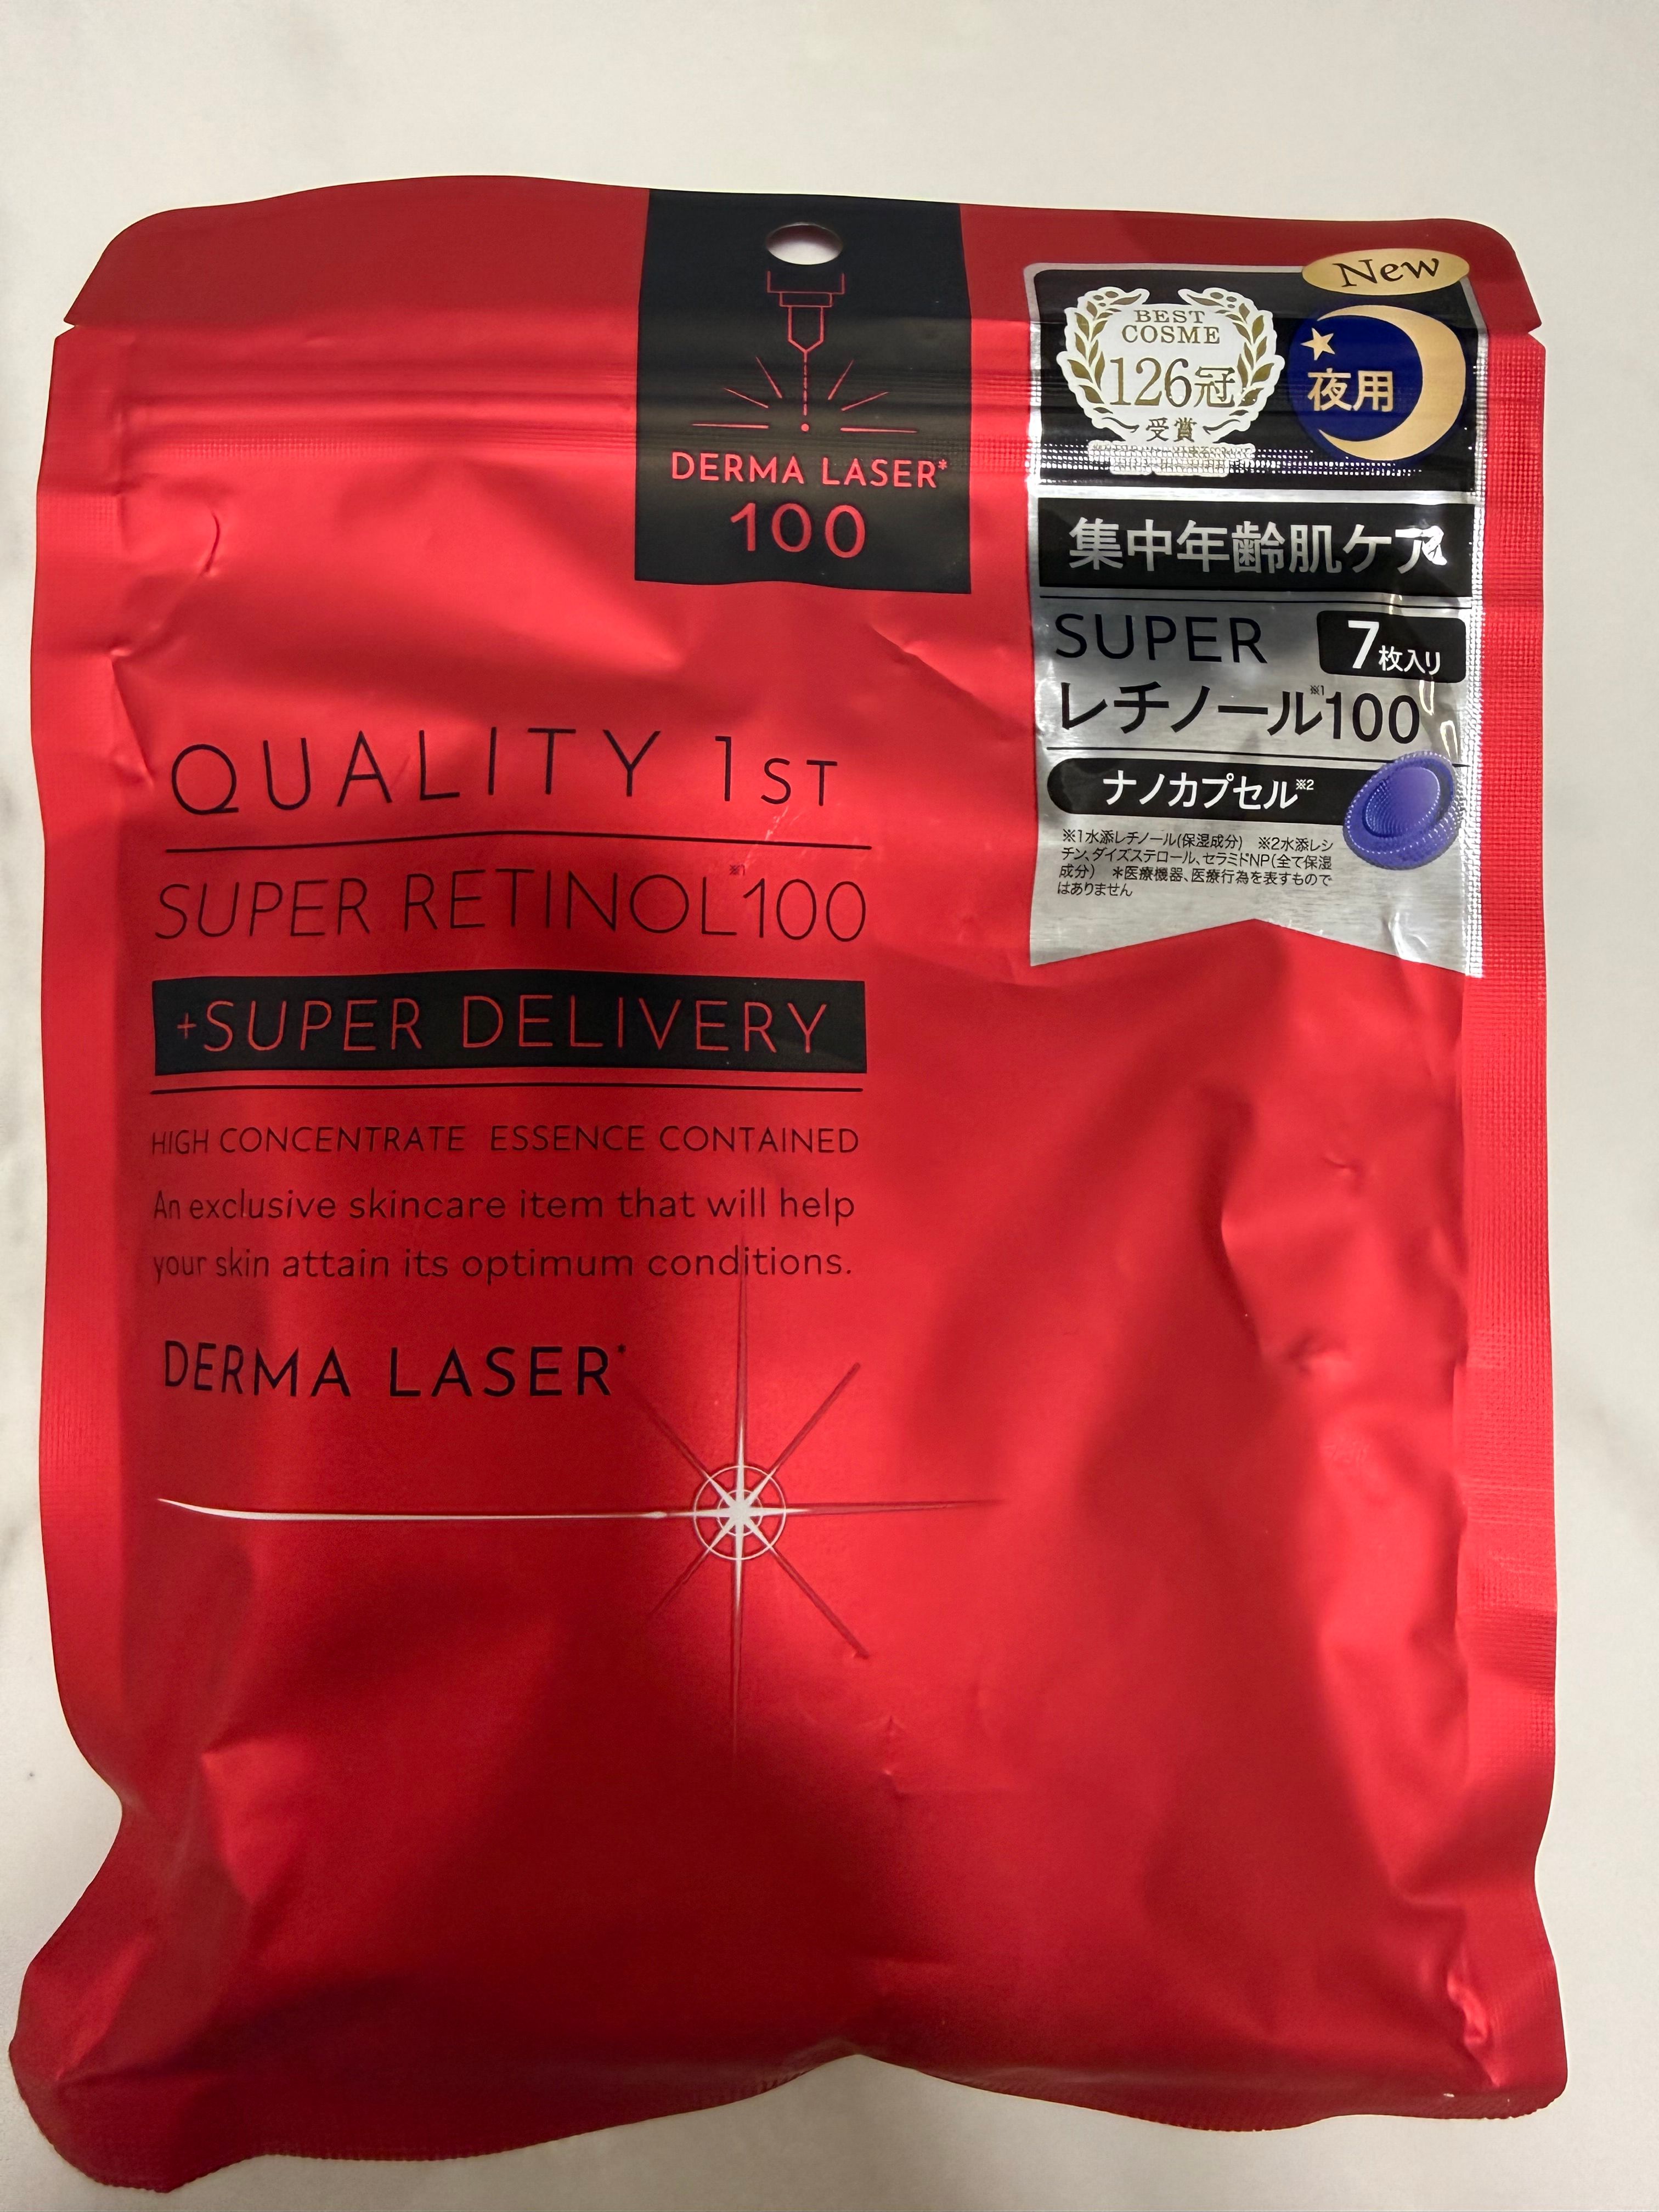 DERMA LASER*
100
New
BEST
COSME
126冠
受賞
夜用
集中年齢肌ケア
SUPER
7枚入り
レチノール※1100
ナノカプセル※2
※1水添レチノール(保湿成分) ※2水添レシ
チン、ダイズステロール、セラミドNP(全て保湿
成分) *医療機器、医療行為を表すもので
はありません
QUALITY 1ST
SUPER RETINOL※1100
+SUPER DELIVERY
HIGH CONCENTRATE ESSENCE CONTAINED
An exclusive skincare item that will help
your skin attain its optimum conditions.
DERMA LASER*